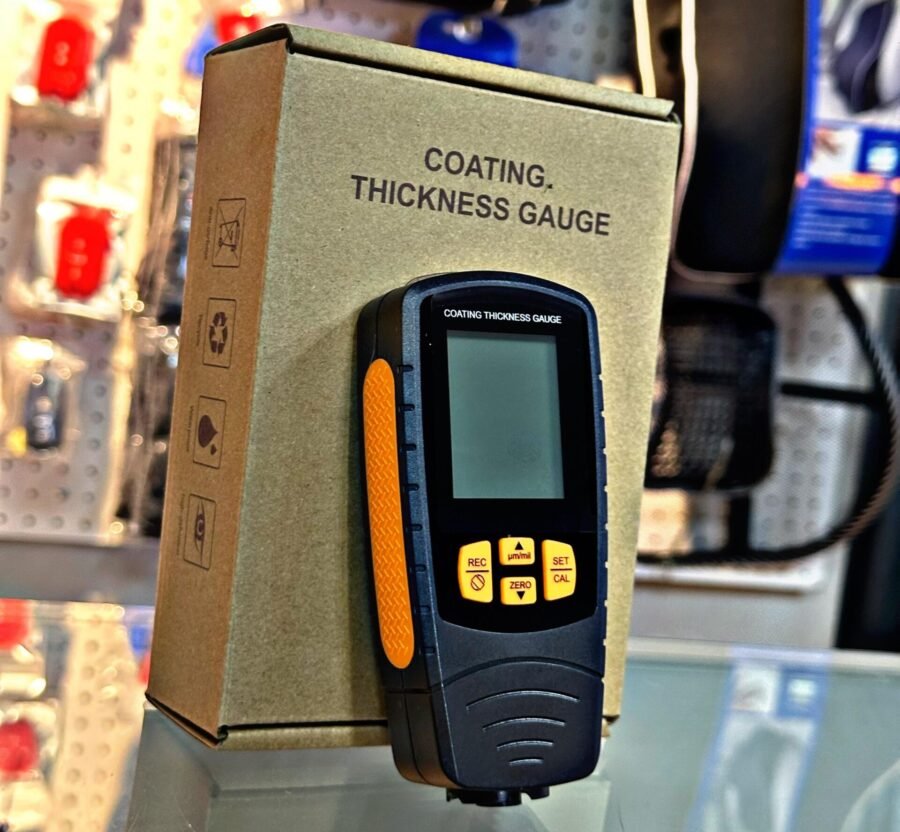 COATING.
THICKNESS GAUGE
COATING THICKNESS GAUGE
REC
µm/mil
ZERO
SET
CAL